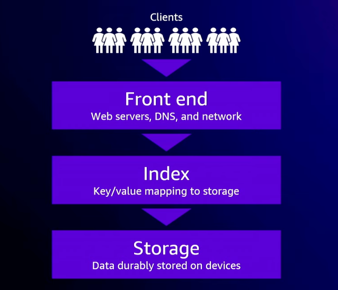 Clients
Front end
Web servers, DNS, and network
Index
Key/value mapping to storage
Storage
Data durably stored on devices